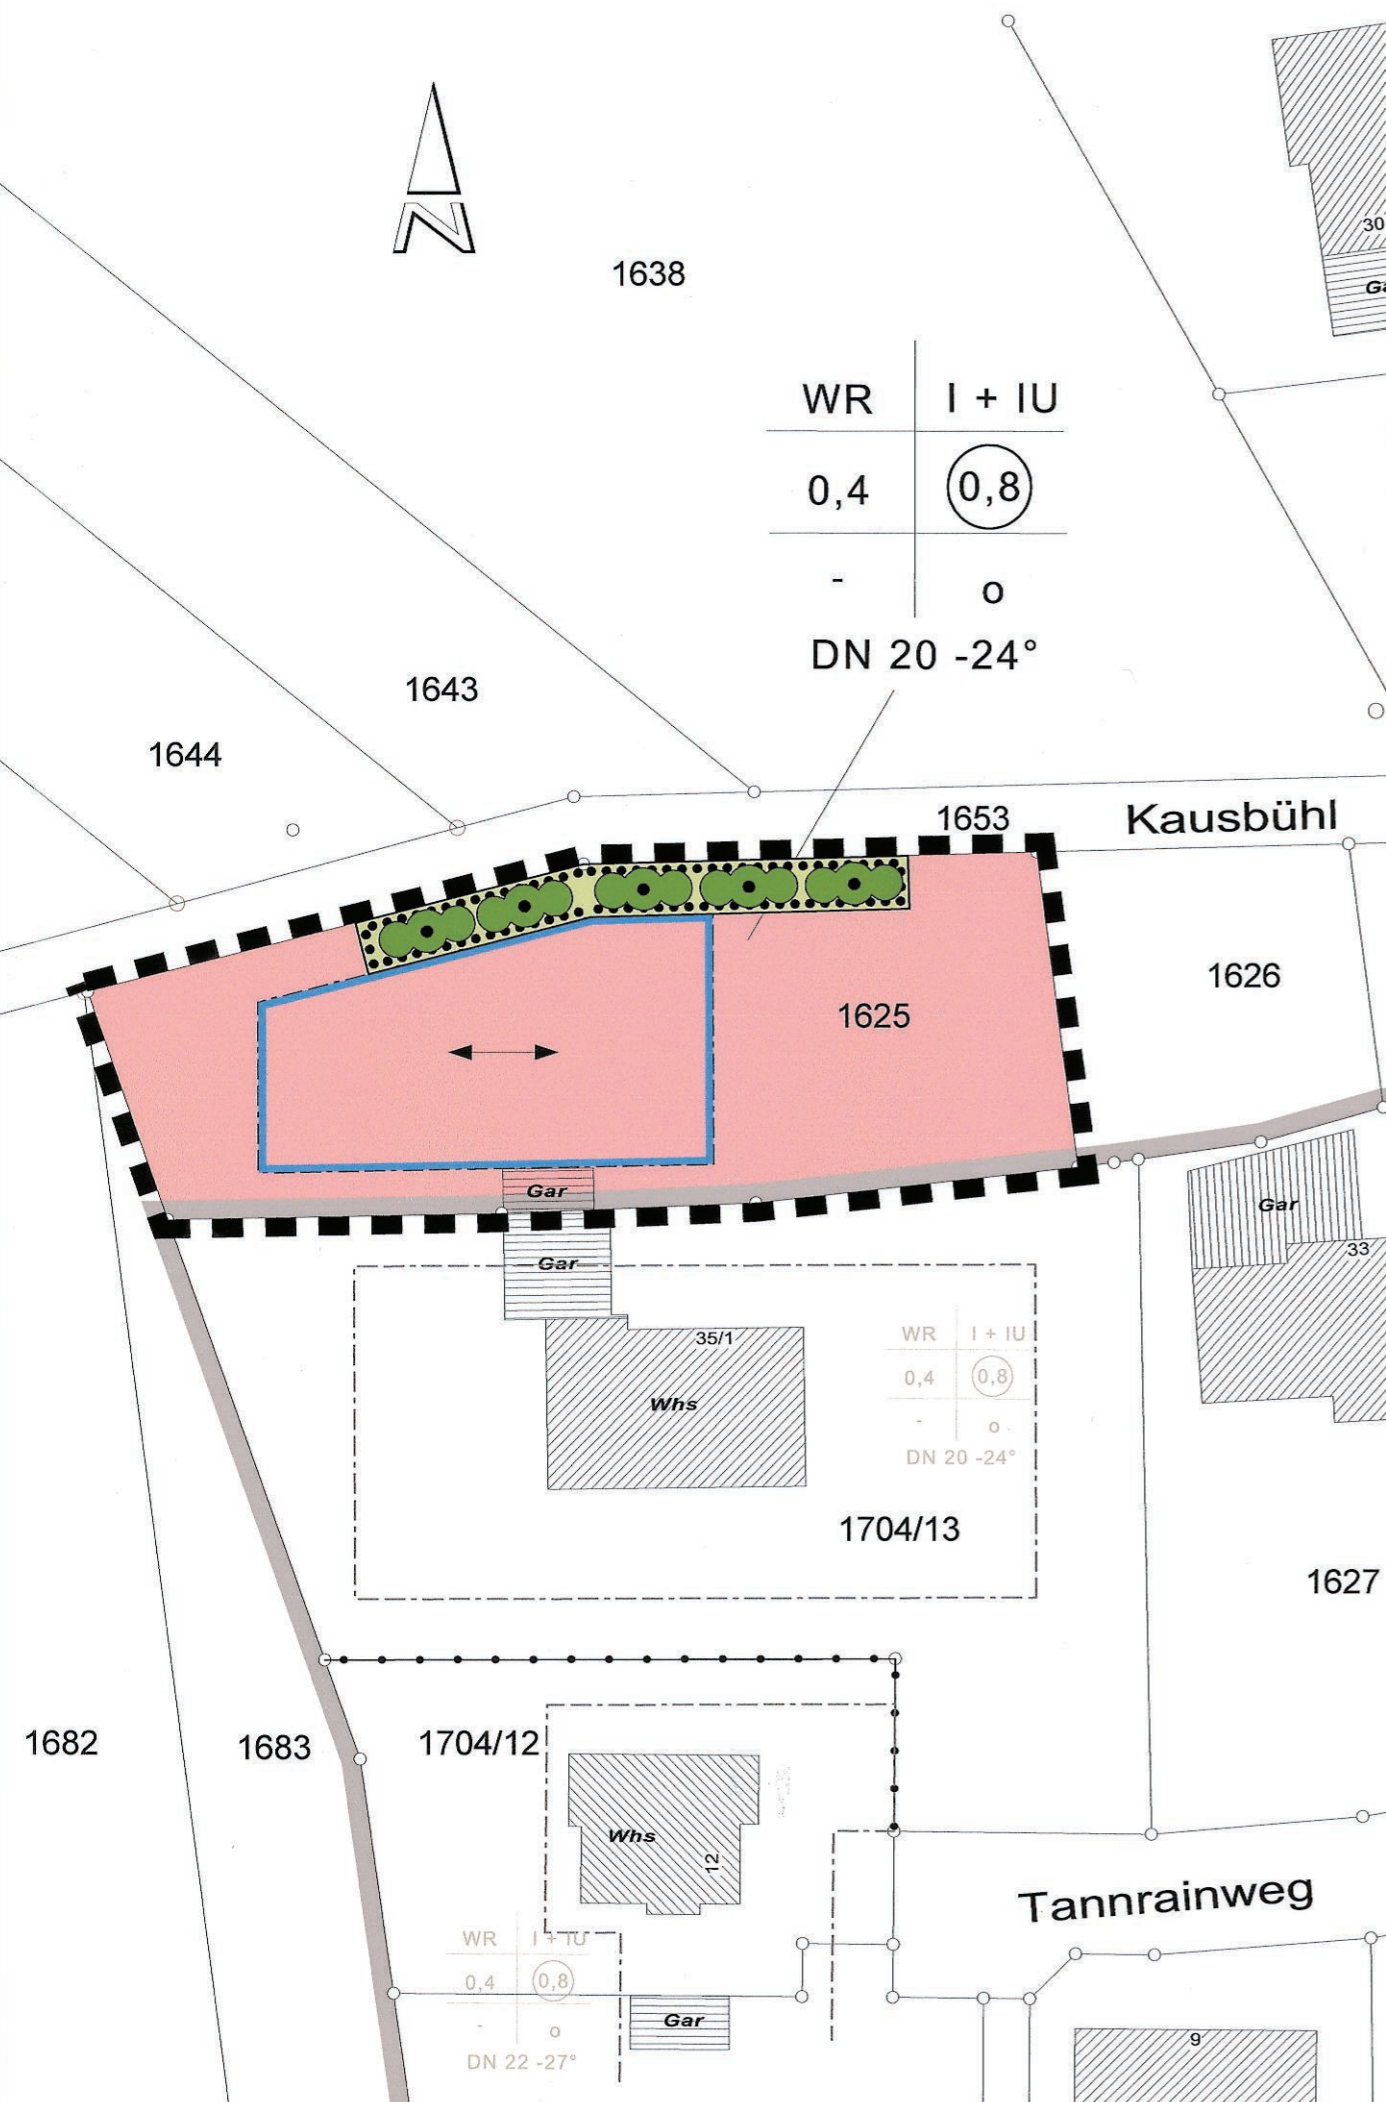 N
30
Ga
1638
WR I + IU
0,4 0,8
- o
DN 20 -24°
1643
1644
1653
Kausbühl
1626
1625
Gar
Gar
Gar
33
35/1
WR I + IU
0,4 0,8
- o
DN 20 -24°
Whs
1704/13
1627
1682
1683
1704/12
Whs
12
Tannrainweg
WR I + IU
0,4 0,8
- o
DN 22 -27°
Gar
9